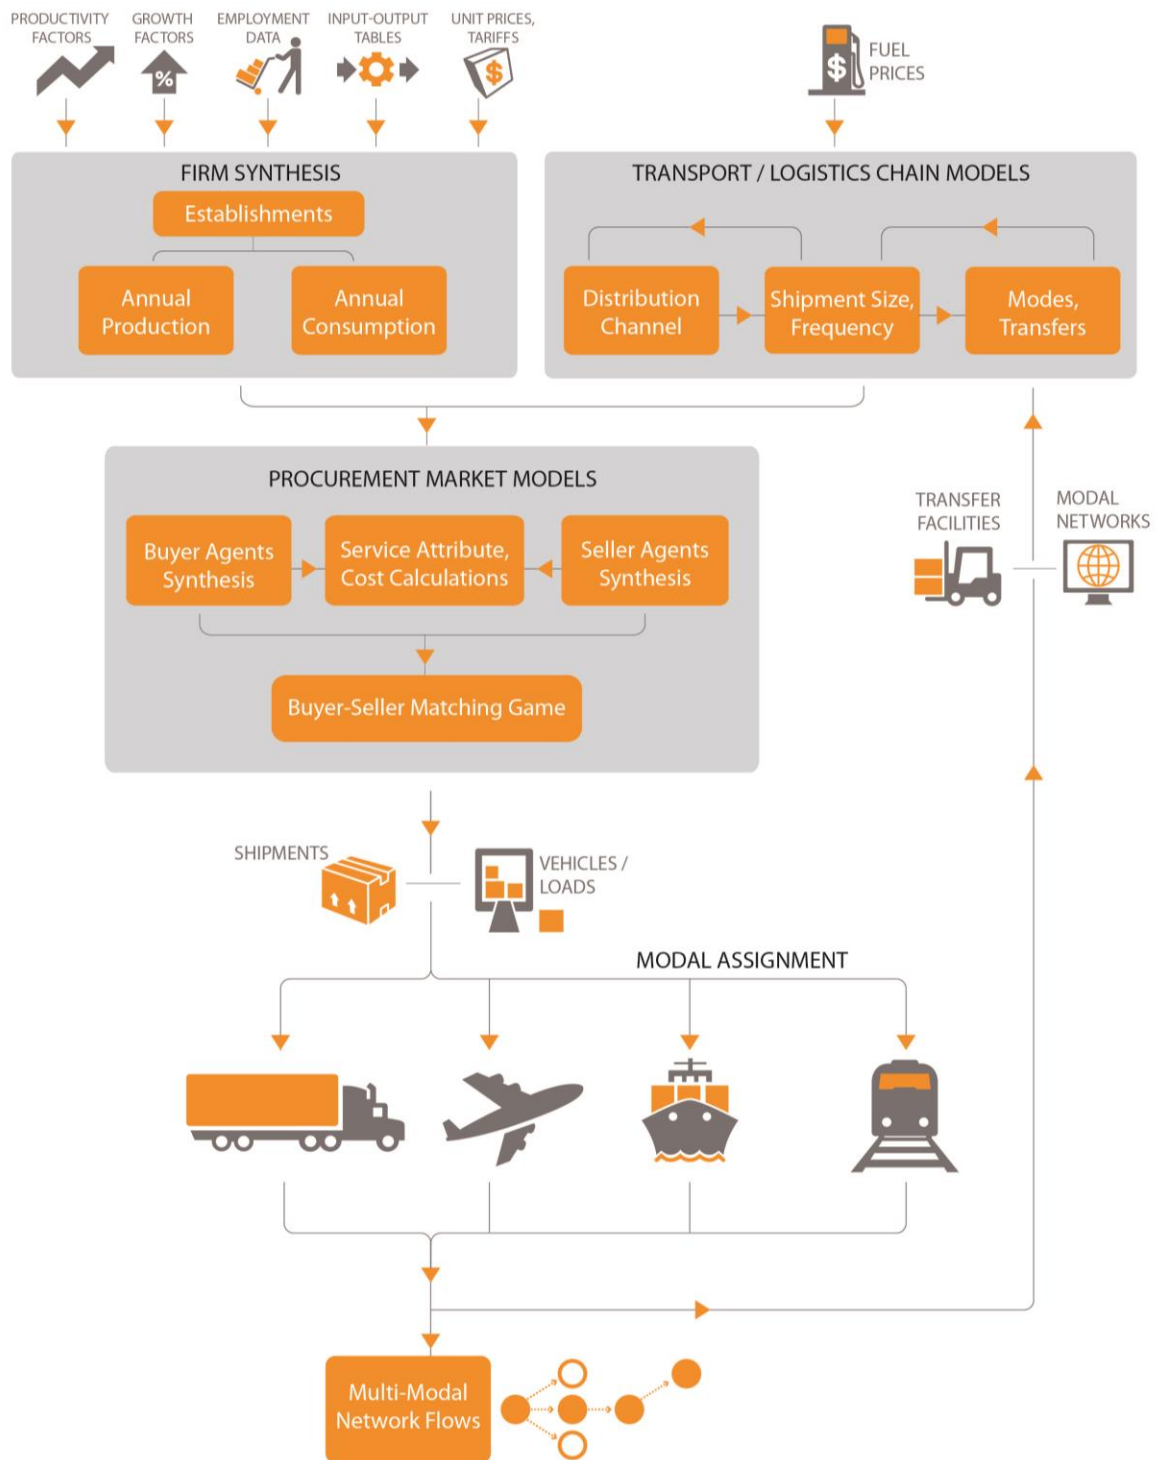 PRODUCTIVITY
FACTORS
GROWTH
FACTORS
%
EMPLOYMENT
DATA
INPUT-OUTPUT
TABLES
UNIT PRICES,
TARIFFS
$
$
FUEL
PRICES
FIRM SYNTHESIS
Establishments
Annual
Production
Annual
Consumption
TRANSPORT / LOGISTICS CHAIN MODELS
Distribution
Channel
Shipment Size,
Frequency
Modes,
Transfers
PROCUREMENT MARKET MODELS
Buyer Agents
Synthesis
Service Attribute,
Cost Calculations
Seller Agents
Synthesis
Buyer-Seller Matching Game
TRANSFER
FACILITIES
MODAL
NETWORKS
SHIPMENTS
VEHICLES /
LOADS
MODAL ASSIGNMENT
Multi-Modal
Network Flows